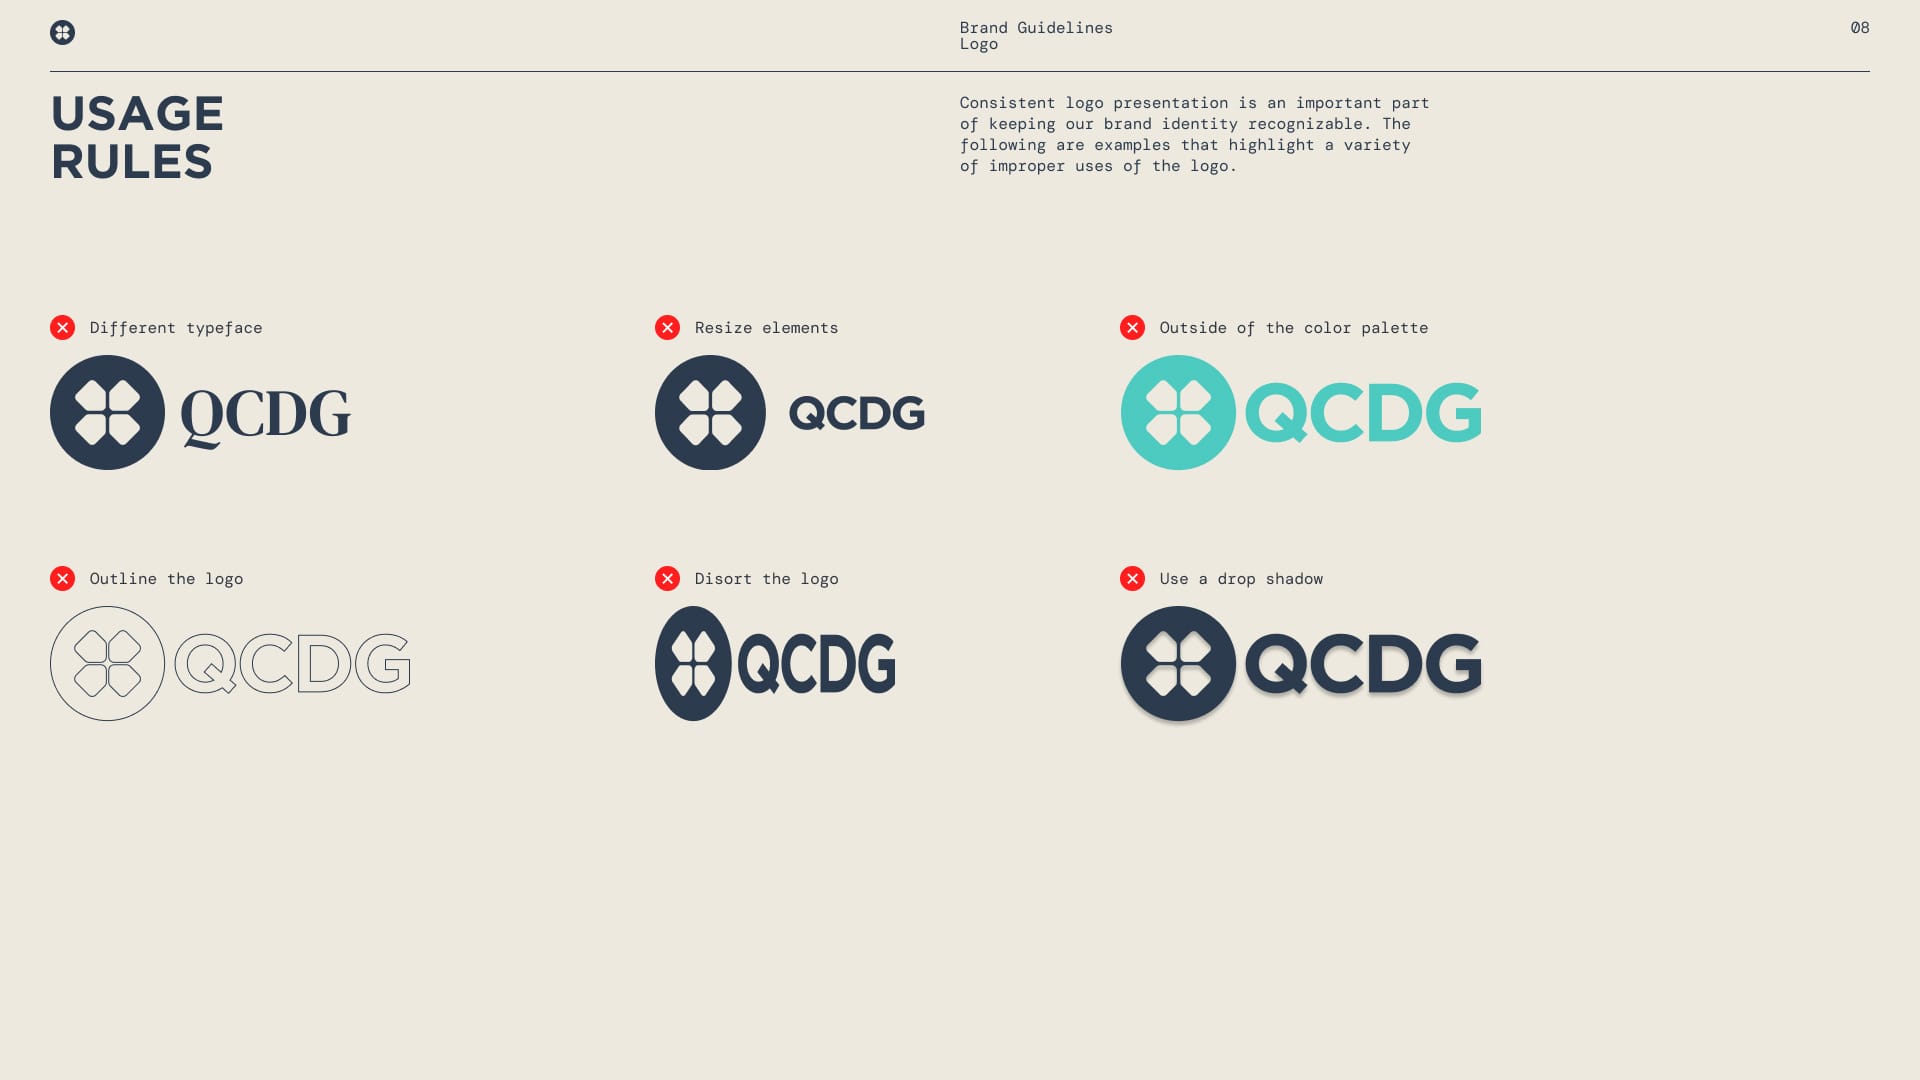 Brand Guidelines
Logo
08
USAGE
RULES
Consistent logo presentation is an important part
of keeping our brand identity recognizable. The
following are examples that highlight a variety
of improper uses of the logo.
Different typeface
QCDG
Resize elements
QCDG
Outside of the color palette
QCDG
Outline the logo
QCDG
Disort the logo
QCDG
Use a drop shadow
QCDG